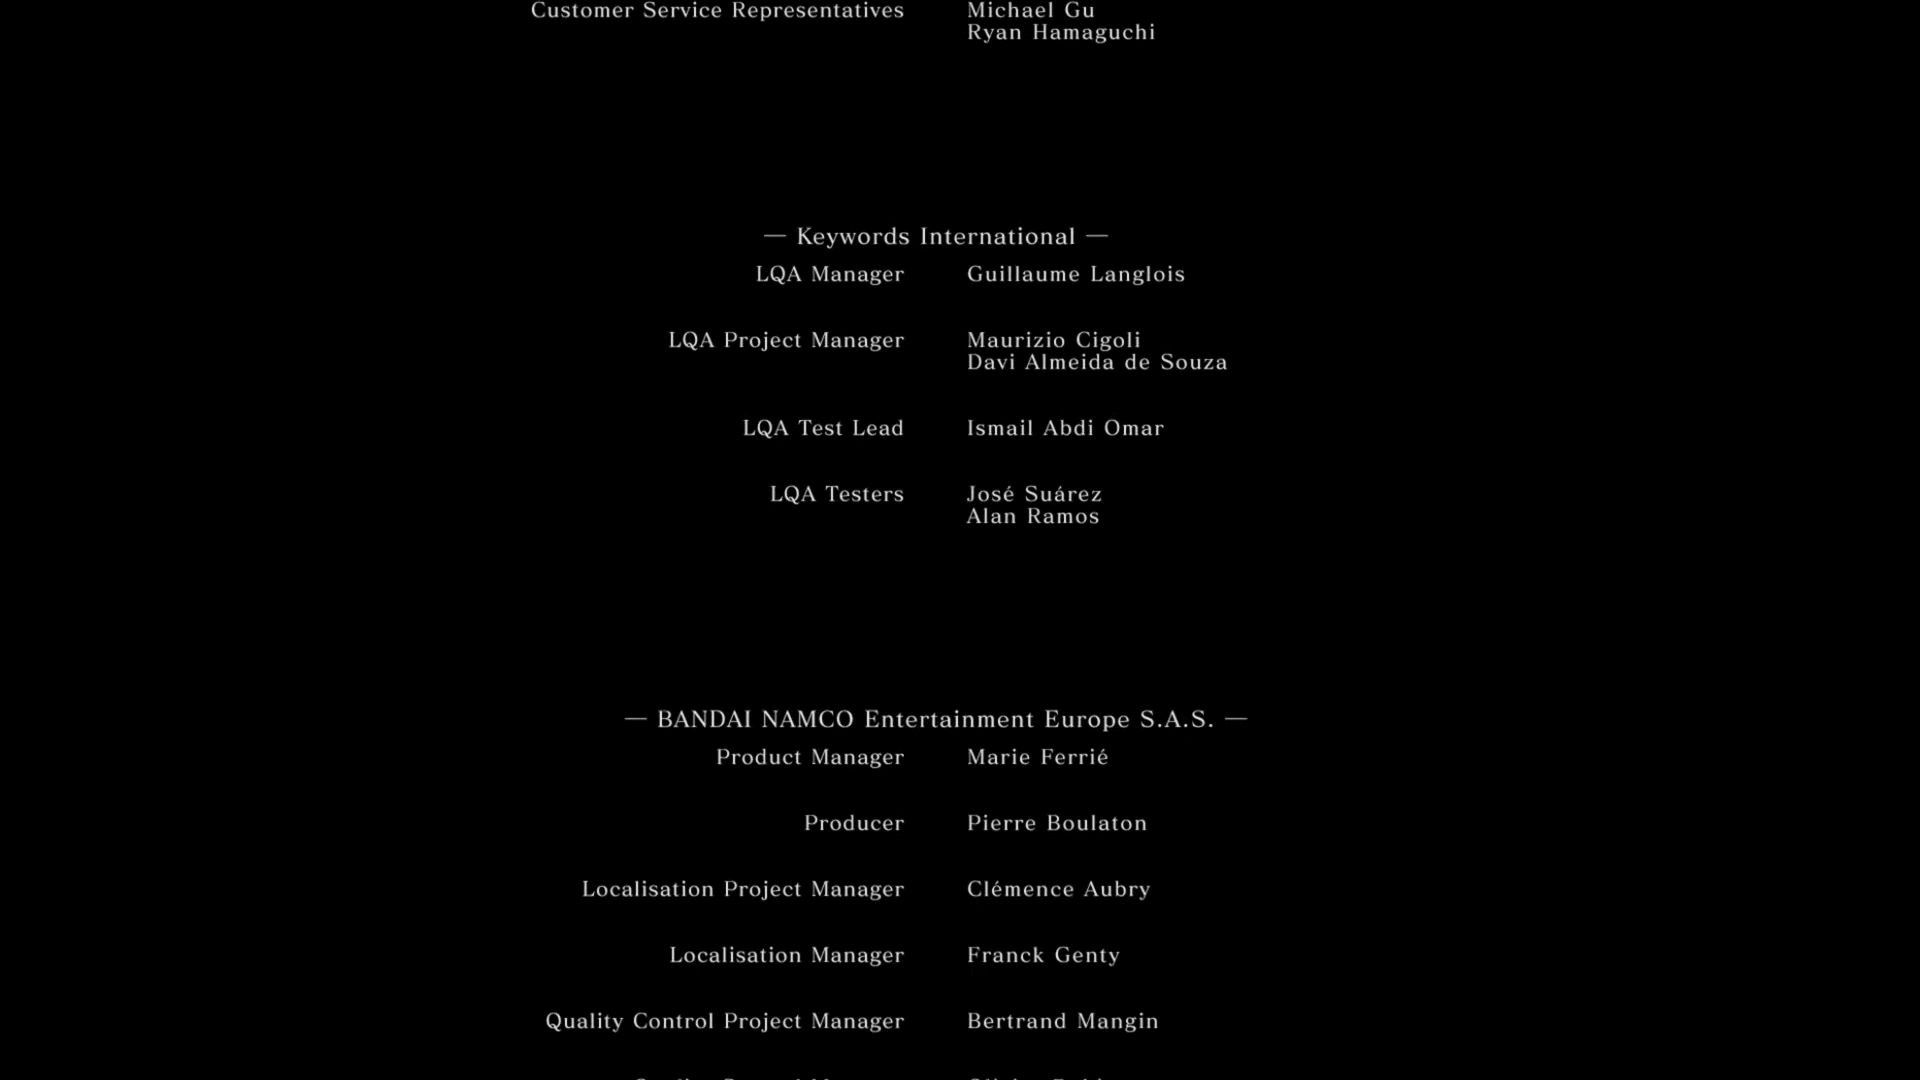 Customer Service Representatives Michael Gu
Ryan Hamaguchi
— Keywords International —
LQA Manager Guillaume Langlois
LQA Project Manager Maurizio Cigoli
Davi Almeida de Souza
LQA Test Lead Ismail Abdi Omar
LQA Testers José Suárez
Alan Ramos
— BANDAI NAMCO Entertainment Europe S.A.S. —
Product Manager Marie Ferrié
Producer Pierre Boulaton
Localisation Project Manager Clémence Aubry
Localisation Manager Franck Genty
Quality Control Project Manager Bertrand Mangin